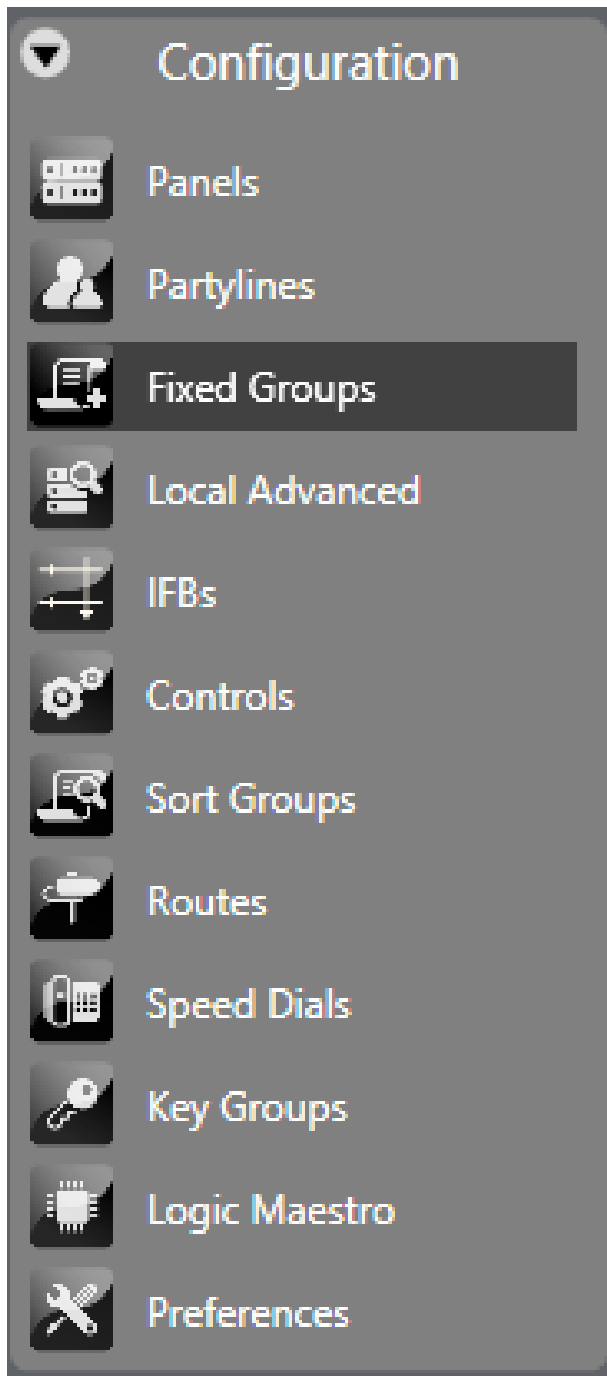 Configuration
Panels
Partylines
Fixed Groups
Local Advanced
IFBs
Controls
Sort Groups
Routes
Speed Dials
Key Groups
Logic Maestro
Preferences